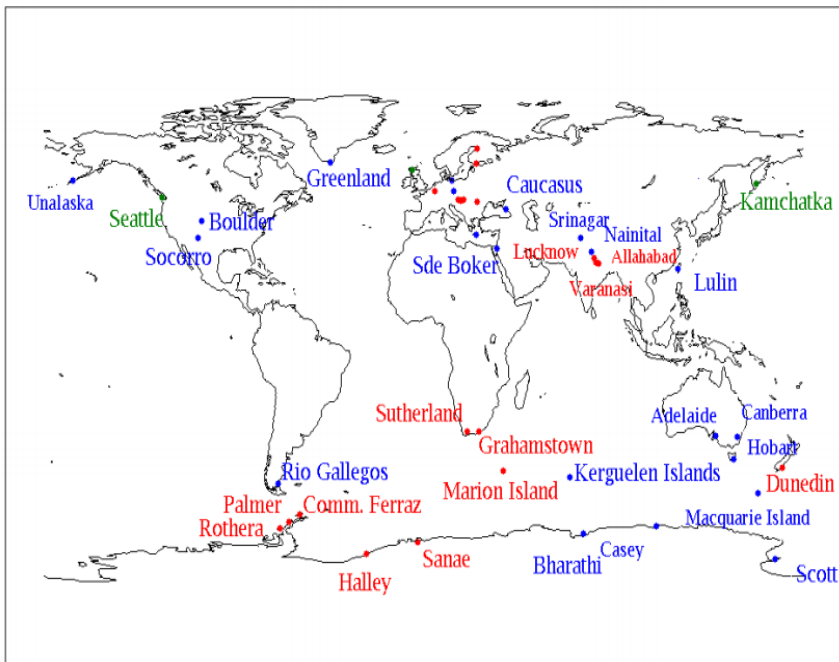 Greenland
Caucasus
Unalaska
Kamchatka
Seattle
Boulder
Srinagar
Nainital
Socorro
Sde Boker
Lucknow
Allahabad
Lulin
Varanasi
Sutherland
Adelaide
Canberra
Grahamstown
Hobart
Rio Gallegos
Kerguelen Islands
Marion Island
Dunedin
Palmer
Comm. Ferraz
Macquarie Island
Rothera
Casey
Sanae
Bharathi
Halley
Scott